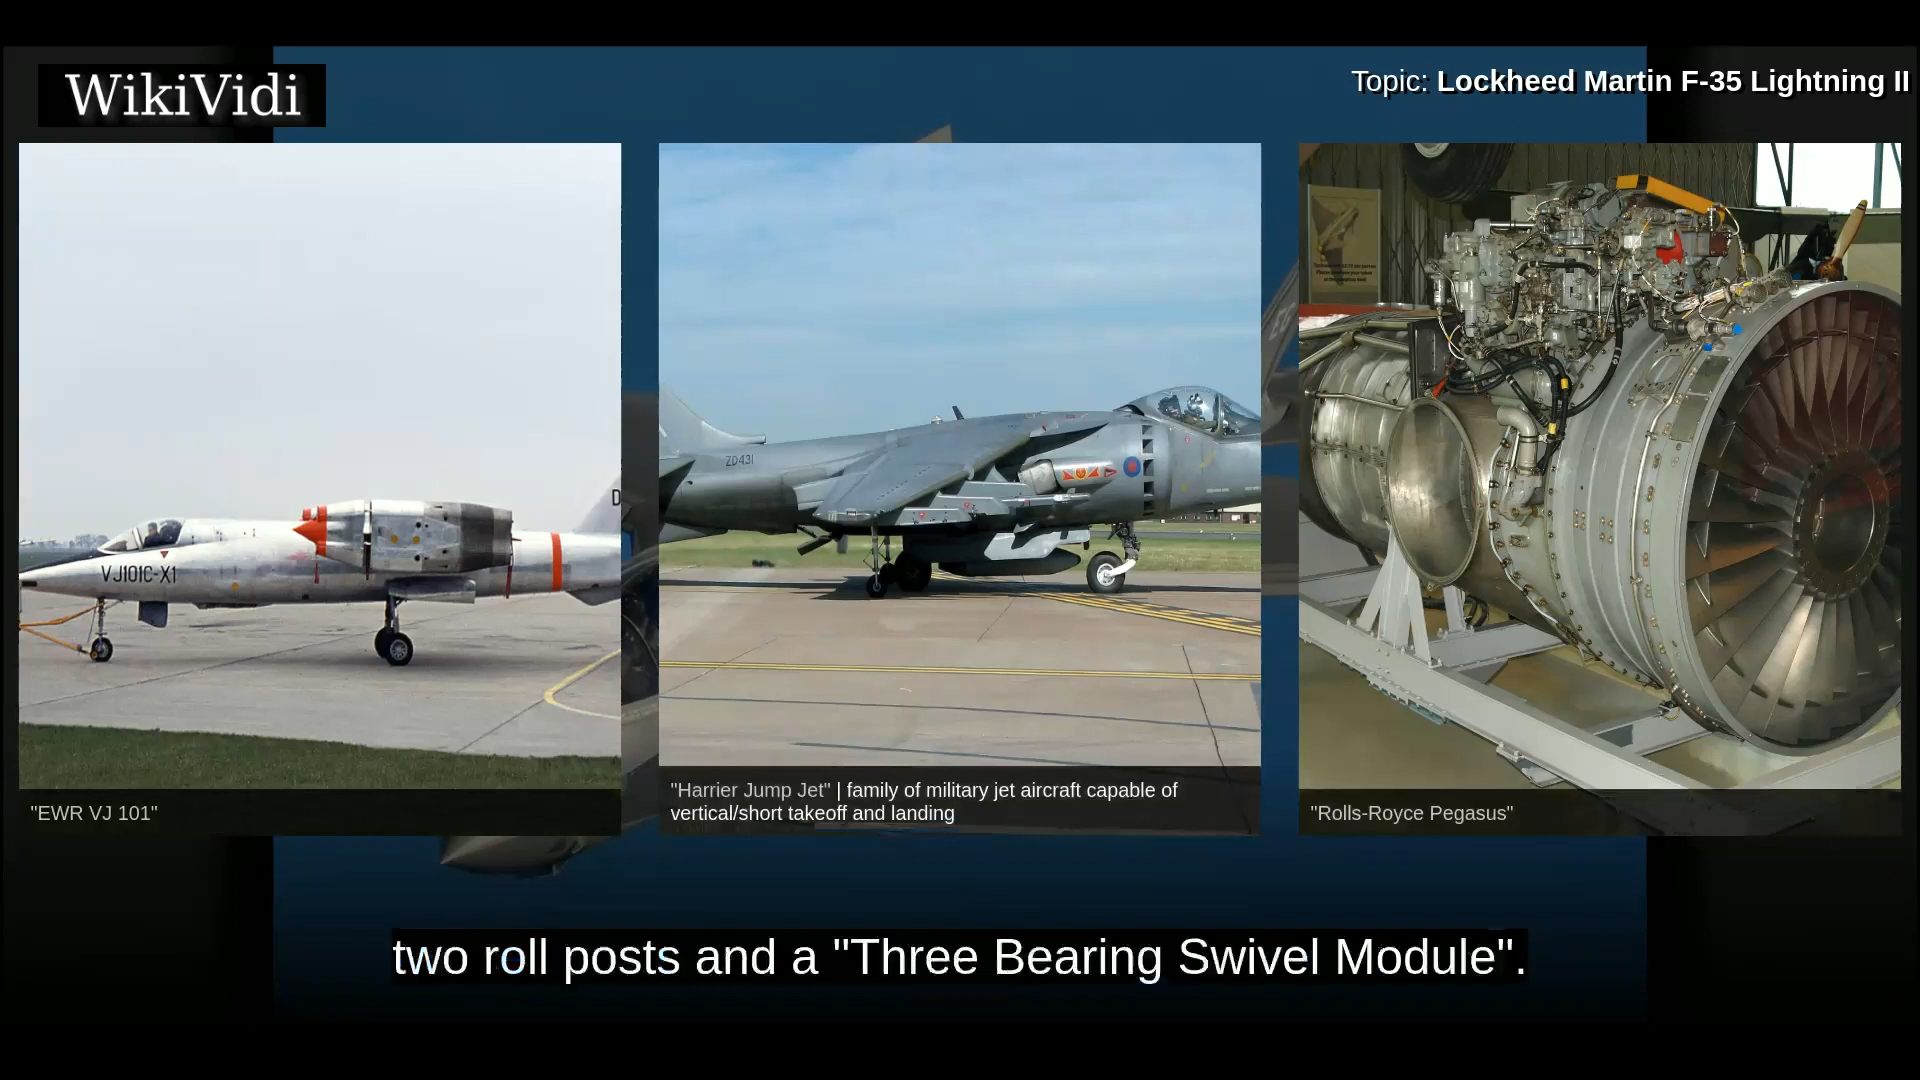 WikiVidi
Topic: Lockheed Martin F-35 Lightning II
VJ101C-X1
D
ZD431
"EWR VJ 101"
"Harrier Jump Jet" | family of military jet aircraft capable of
vertical/short takeoff and landing
"Rolls-Royce Pegasus"
two roll posts and a "Three Bearing Swivel Module".